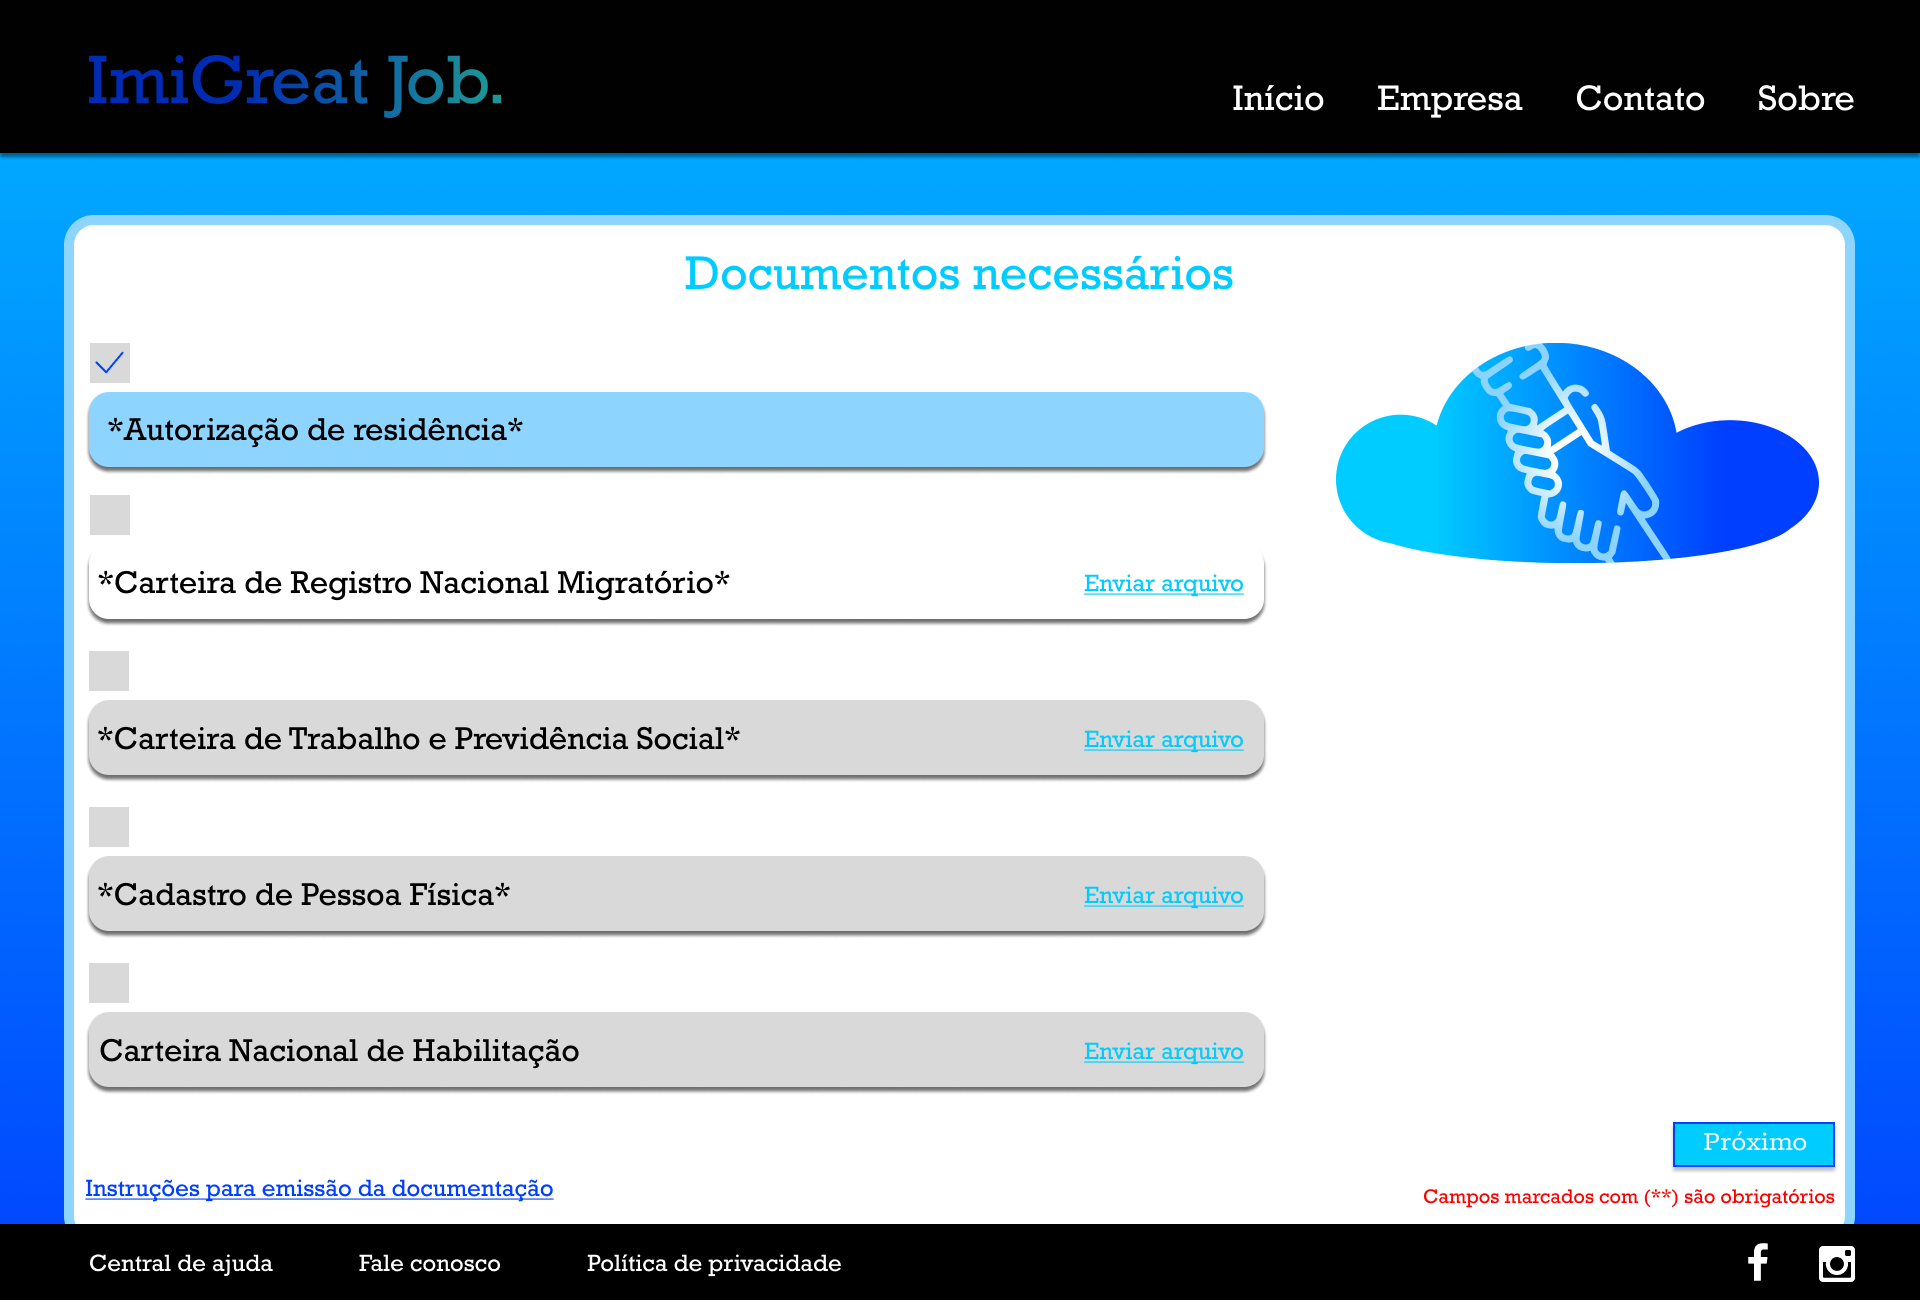 ImiGreat Job.
Início Empresa Contato Sobre
Documentos necessários
*Autorização de residência*
*Carteira de Registro Nacional Migratório* Enviar arquivo
*Carteira de Trabalho e Previdência Social* Enviar arquivo
*Cadastro de Pessoa Física* Enviar arquivo
Carteira Nacional de Habilitação Enviar arquivo
Próximo
Instruções para emissão da documentação
Campos marcados com (**) são obrigatórios
Central de ajuda Fale conosco Política de privacidade